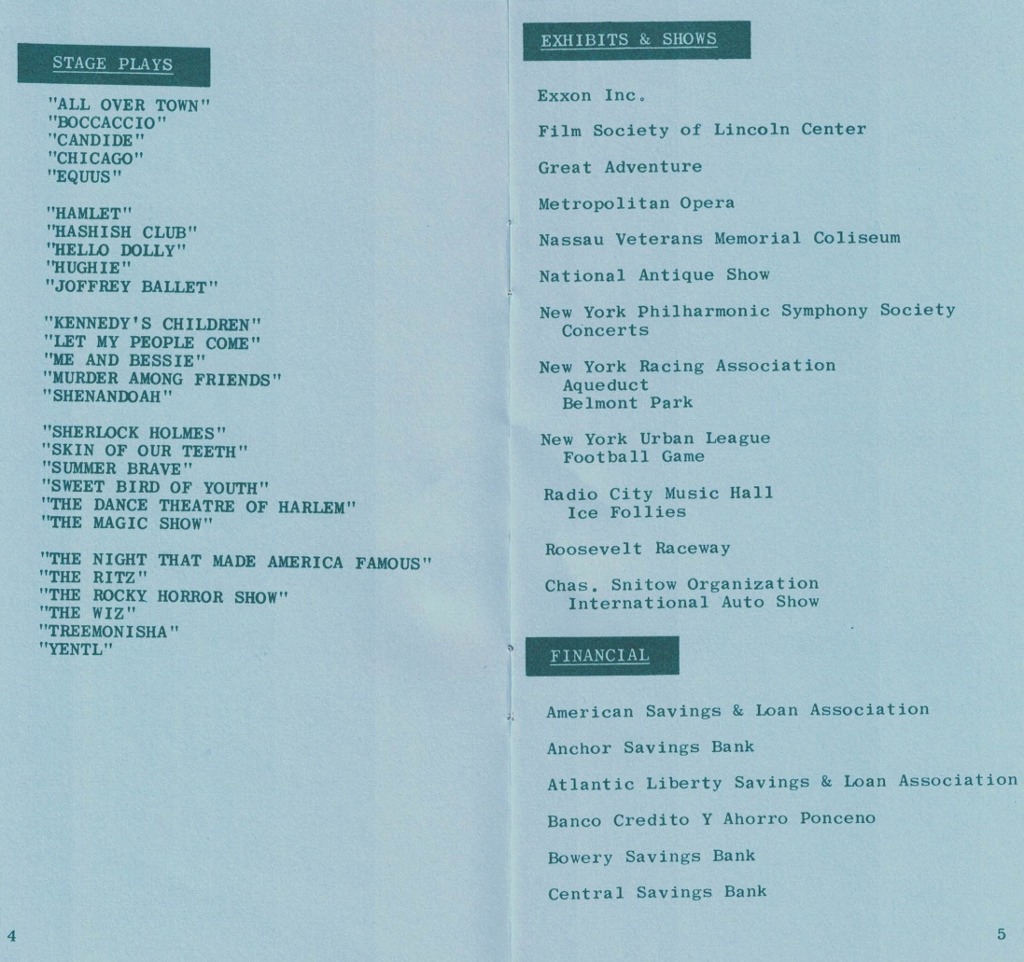 STAGE PLAYS
"ALL OVER TOWN"
"BOCCACCIO"
"CANDIDE"
"CHICAGO"
"EQUUS"
"HAMLET"
"HASHISH CLUB"
"HELLO DOLLY"
"HUGHIE"
"JOFFREY BALLET"
"KENNEDY'S CHILDREN"
"LET MY PEOPLE COME"
"ME AND BESSIE"
"MURDER AMONG FRIENDS"
"SHENANDOAH"
"SHERLOCK HOLMES"
"SKIN OF OUR TEETH"
"SUMMER BRAVE"
"SWEET BIRD OF YOUTH"
"THE DANCE THEATRE OF HARLEM"
"THE MAGIC SHOW"
"THE NIGHT THAT MADE AMERICA FAMOUS"
"THE RITZ"
"THE ROCKY HORROR SHOW"
"THE WIZ"
"TREEMONISHA"
"YENTL"
4
EXHIBITS & SHOWS
Exxon Inc.
Film Society of Lincoln Center
Great Adventure
Metropolitan Opera
Nassau Veterans Memorial Coliseum
National Antique Show
New York Philharmonic Symphony Society
Concerts
New York Racing Association
Aqueduct
Belmont Park
New York Urban League
Football Game
Radio City Music Hall
Ice Follies
Roosevelt Raceway
Chas. Snitow Organization
International Auto Show
FINANCIAL
American Savings & Loan Association
Anchor Savings Bank
Atlantic Liberty Savings & Loan Association
Banco Credito Y Ahorro Ponceno
Bowery Savings Bank
Central Savings Bank
5